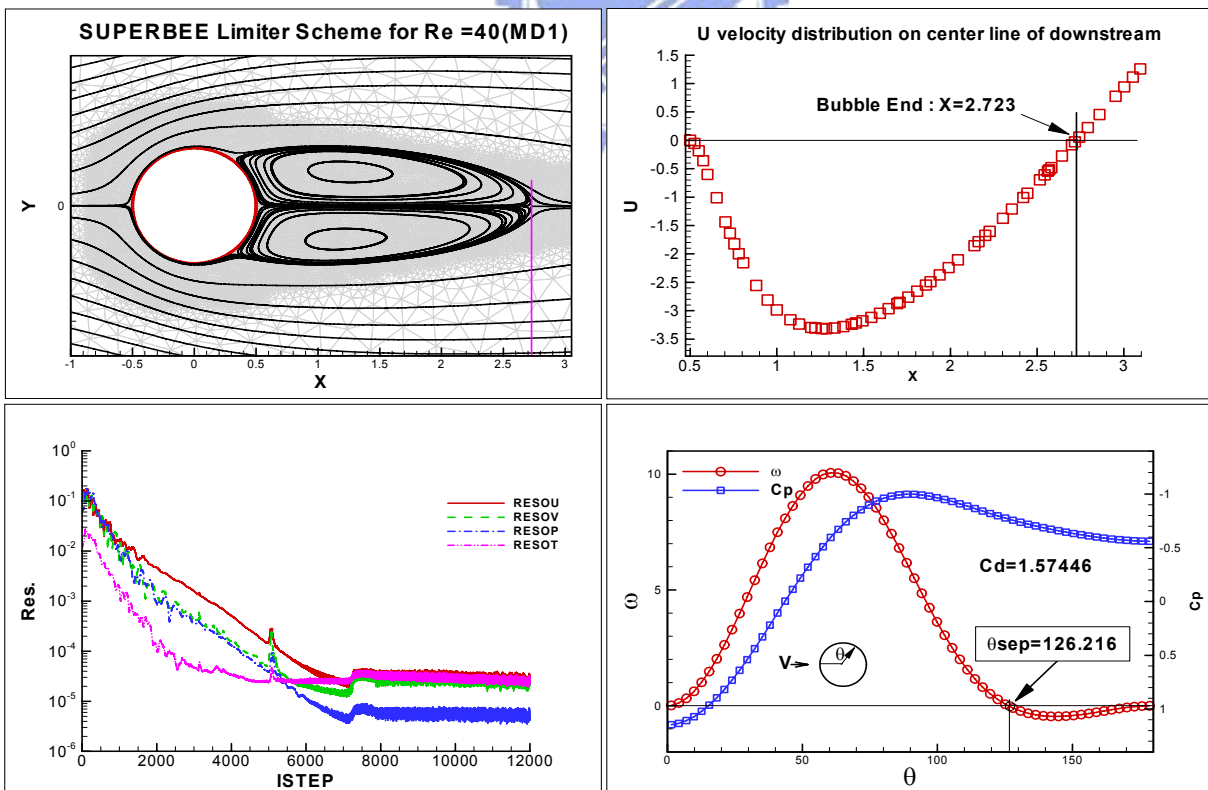 SUPERBEE Limiter Scheme for Re =40(MD1)
Y
0
-1 -0.5 0 0.5 1 1.5 2 2.5 3
X
U velocity distribution on center line of downstream
Bubble End : X=2.723
1.5
1
0.5
0
-0.5
-1
-1.5
-2
-2.5
-3
-3.5
U
0.5 1 1.5 2 2.5 3
X
10^0
10^-1
10^-2
10^-3
10^-4
10^-5
10^-6
Res.
RESOU
RESOV
RESOP
RESOT
0 2000 4000 6000 8000 10000 12000
ISTEP
ω
Cp
10
5
0
ω
-1
-0.5
0
0.5
1
Cp
Cd=1.57446
θsep=126.216
V
θ
0 50 100 150
θ